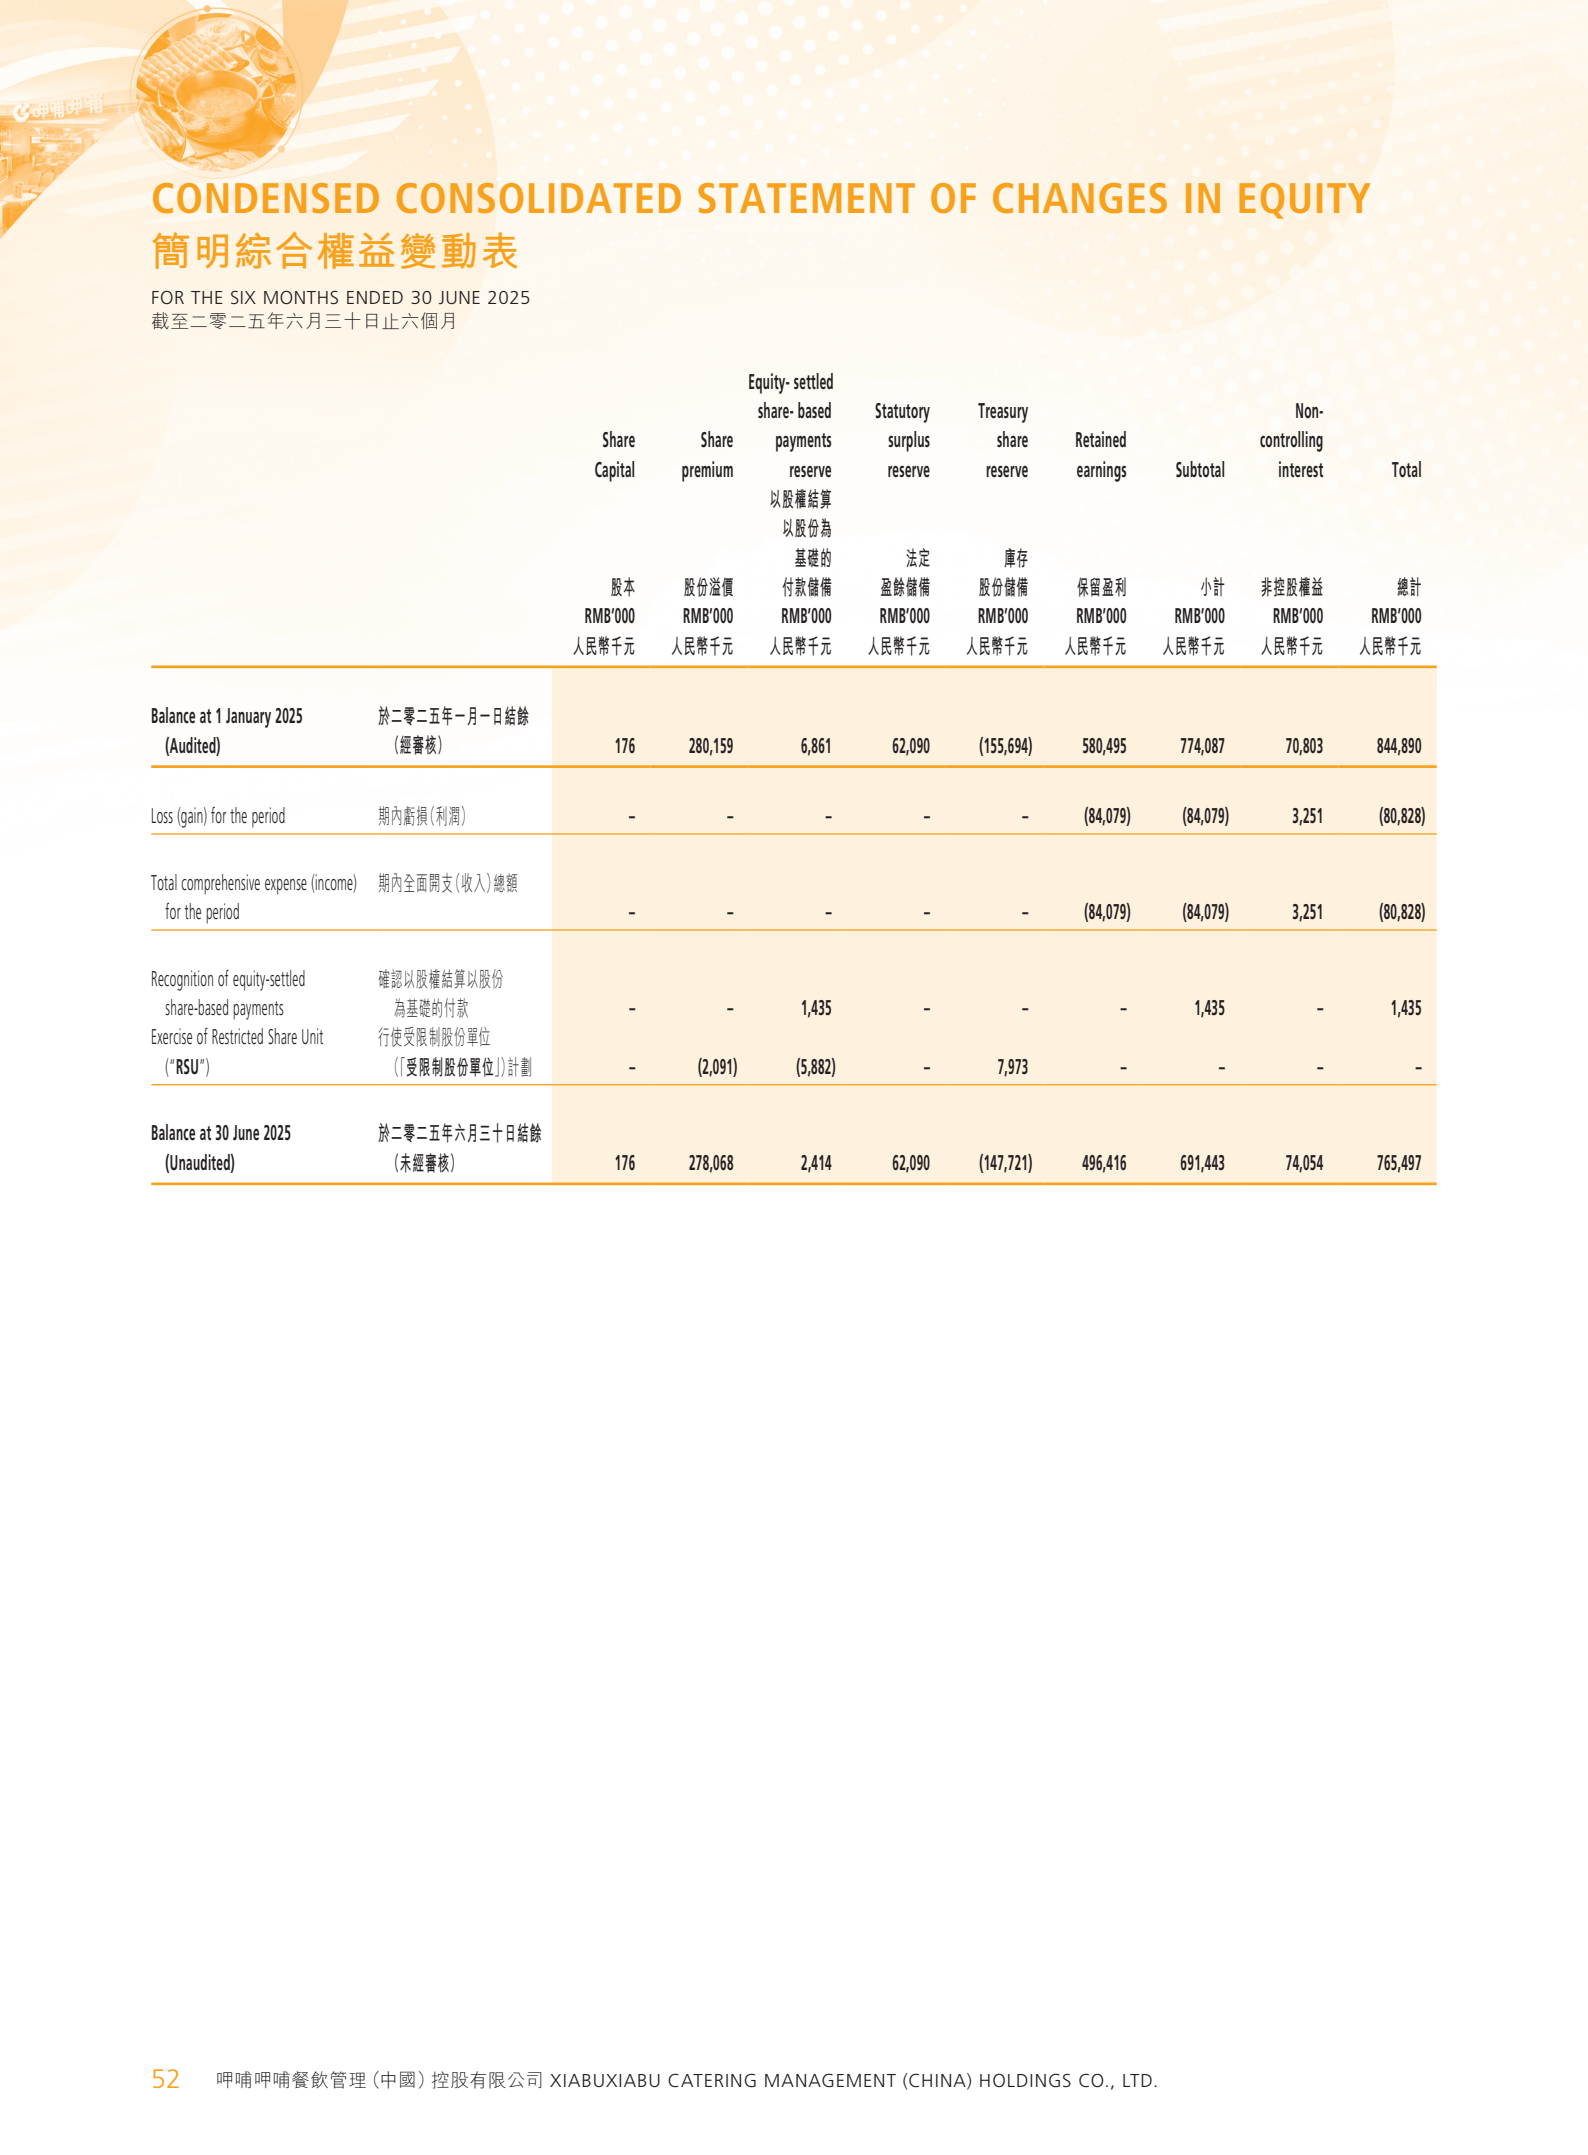 呷哺呷哺
CONDENSED CONSOLIDATED STATEMENT OF CHANGES IN EQUITY
簡明綜合權益變動表
FOR THE SIX MONTHS ENDED 30 JUNE 2025
截至二零二五年六月三十日止六個月
Equity- settled
share- based Statutory Treasury Non-
Share Share payments surplus share Retained controlling
Capital premium reserve reserve reserve earnings Subtotal interest Total
以股權結算
以股份為
基礎的 法定 庫存
股本 股份溢價 付款儲備 盈餘儲備 股份儲備 保留盈利 小計 非控股權益 總計
RMB’000 RMB’000 RMB’000 RMB’000 RMB’000 RMB’000 RMB’000 RMB’000 RMB’000
人民幣千元 人民幣千元 人民幣千元 人民幣千元 人民幣千元 人民幣千元 人民幣千元 人民幣千元 人民幣千元
Balance at 1 January 2025 於二零二五年一月一日結餘
(Audited) （經審核） 176 280,159 6,861 62,090 (155,694) 580,495 774,087 70,803 844,890
Loss (gain) for the period 期內虧損（利潤） – – – – – (84,079) (84,079) 3,251 (80,828)
Total comprehensive expense (income) 期內全面開支（收入）總額
for the period – – – – – (84,079) (84,079) 3,251 (80,828)
Recognition of equity-settled 確認以股權結算以股份
share-based payments 為基礎的付款 – – 1,435 – – – 1,435 – 1,435
Exercise of Restricted Share Unit 行使受限制股份單位
(“RSU”) （「受限制股份單位」）計劃 – (2,091) (5,882) – 7,973 – – – –
Balance at 30 June 2025 於二零二五年六月三十日結餘
(Unaudited) （未經審核） 176 278,068 2,414 62,090 (147,721) 496,416 691,443 74,054 765,497
52 呷哺呷哺餐飲管理（中國）控股有限公司 XIABUXIABU CATERING MANAGEMENT (CHINA) HOLDINGS CO., LTD.